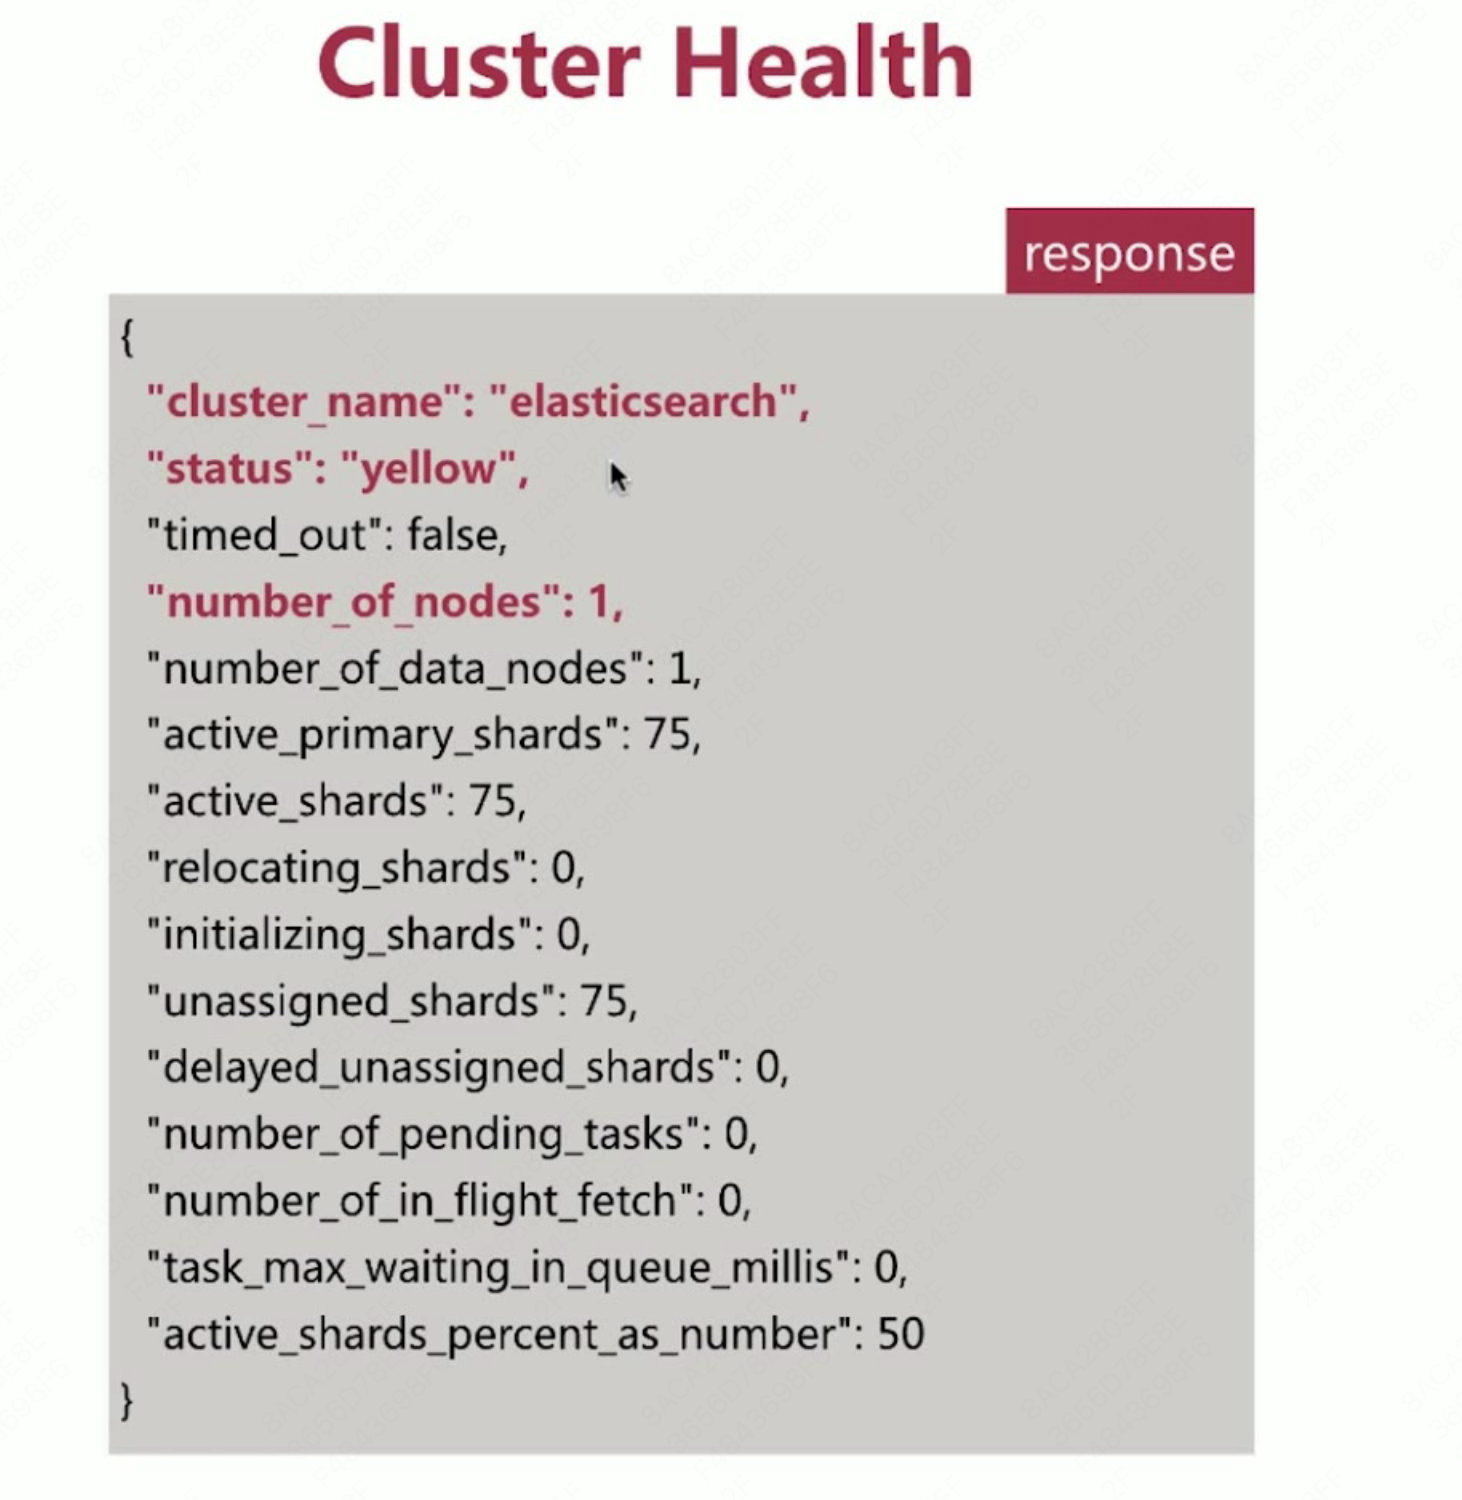 Cluster Health
response
{
"cluster_name": "elasticsearch",
"status": "yellow",
"timed_out": false,
"number_of_nodes": 1,
"number_of_data_nodes": 1,
"active_primary_shards": 75,
"active_shards": 75,
"relocating_shards": 0,
"initializing_shards": 0,
"unassigned_shards": 75,
"delayed_unassigned_shards": 0,
"number_of_pending_tasks": 0,
"number_of_in_flight_fetch": 0,
"task_max_waiting_in_queue_millis": 0,
"active_shards_percent_as_number": 50
}